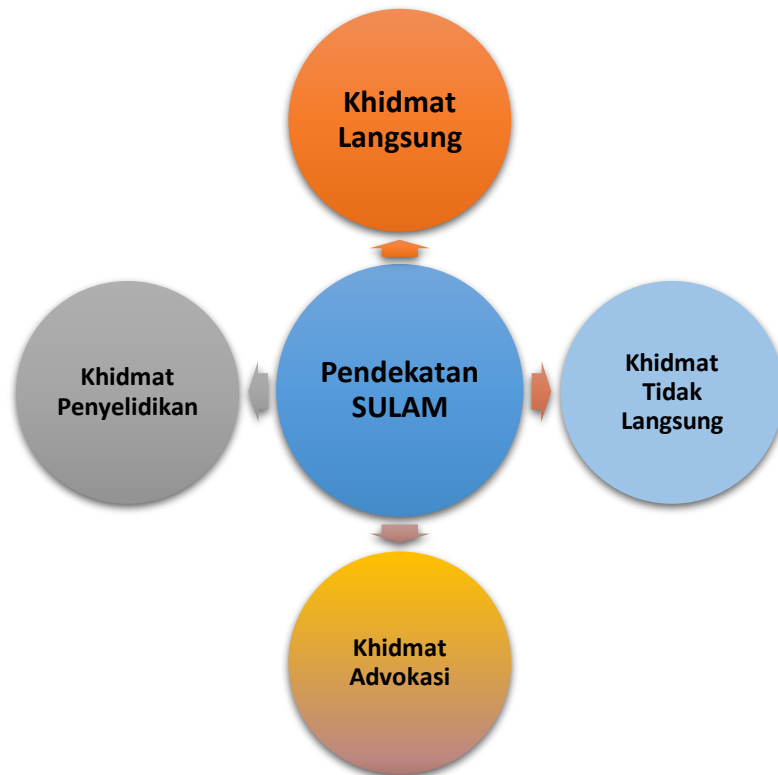 Khidmat
Langsung
Khidmat
Penyelidikan
Pendekatan
SULAM
Khidmat
Tidak
Langsung
Khidmat
Advokasi